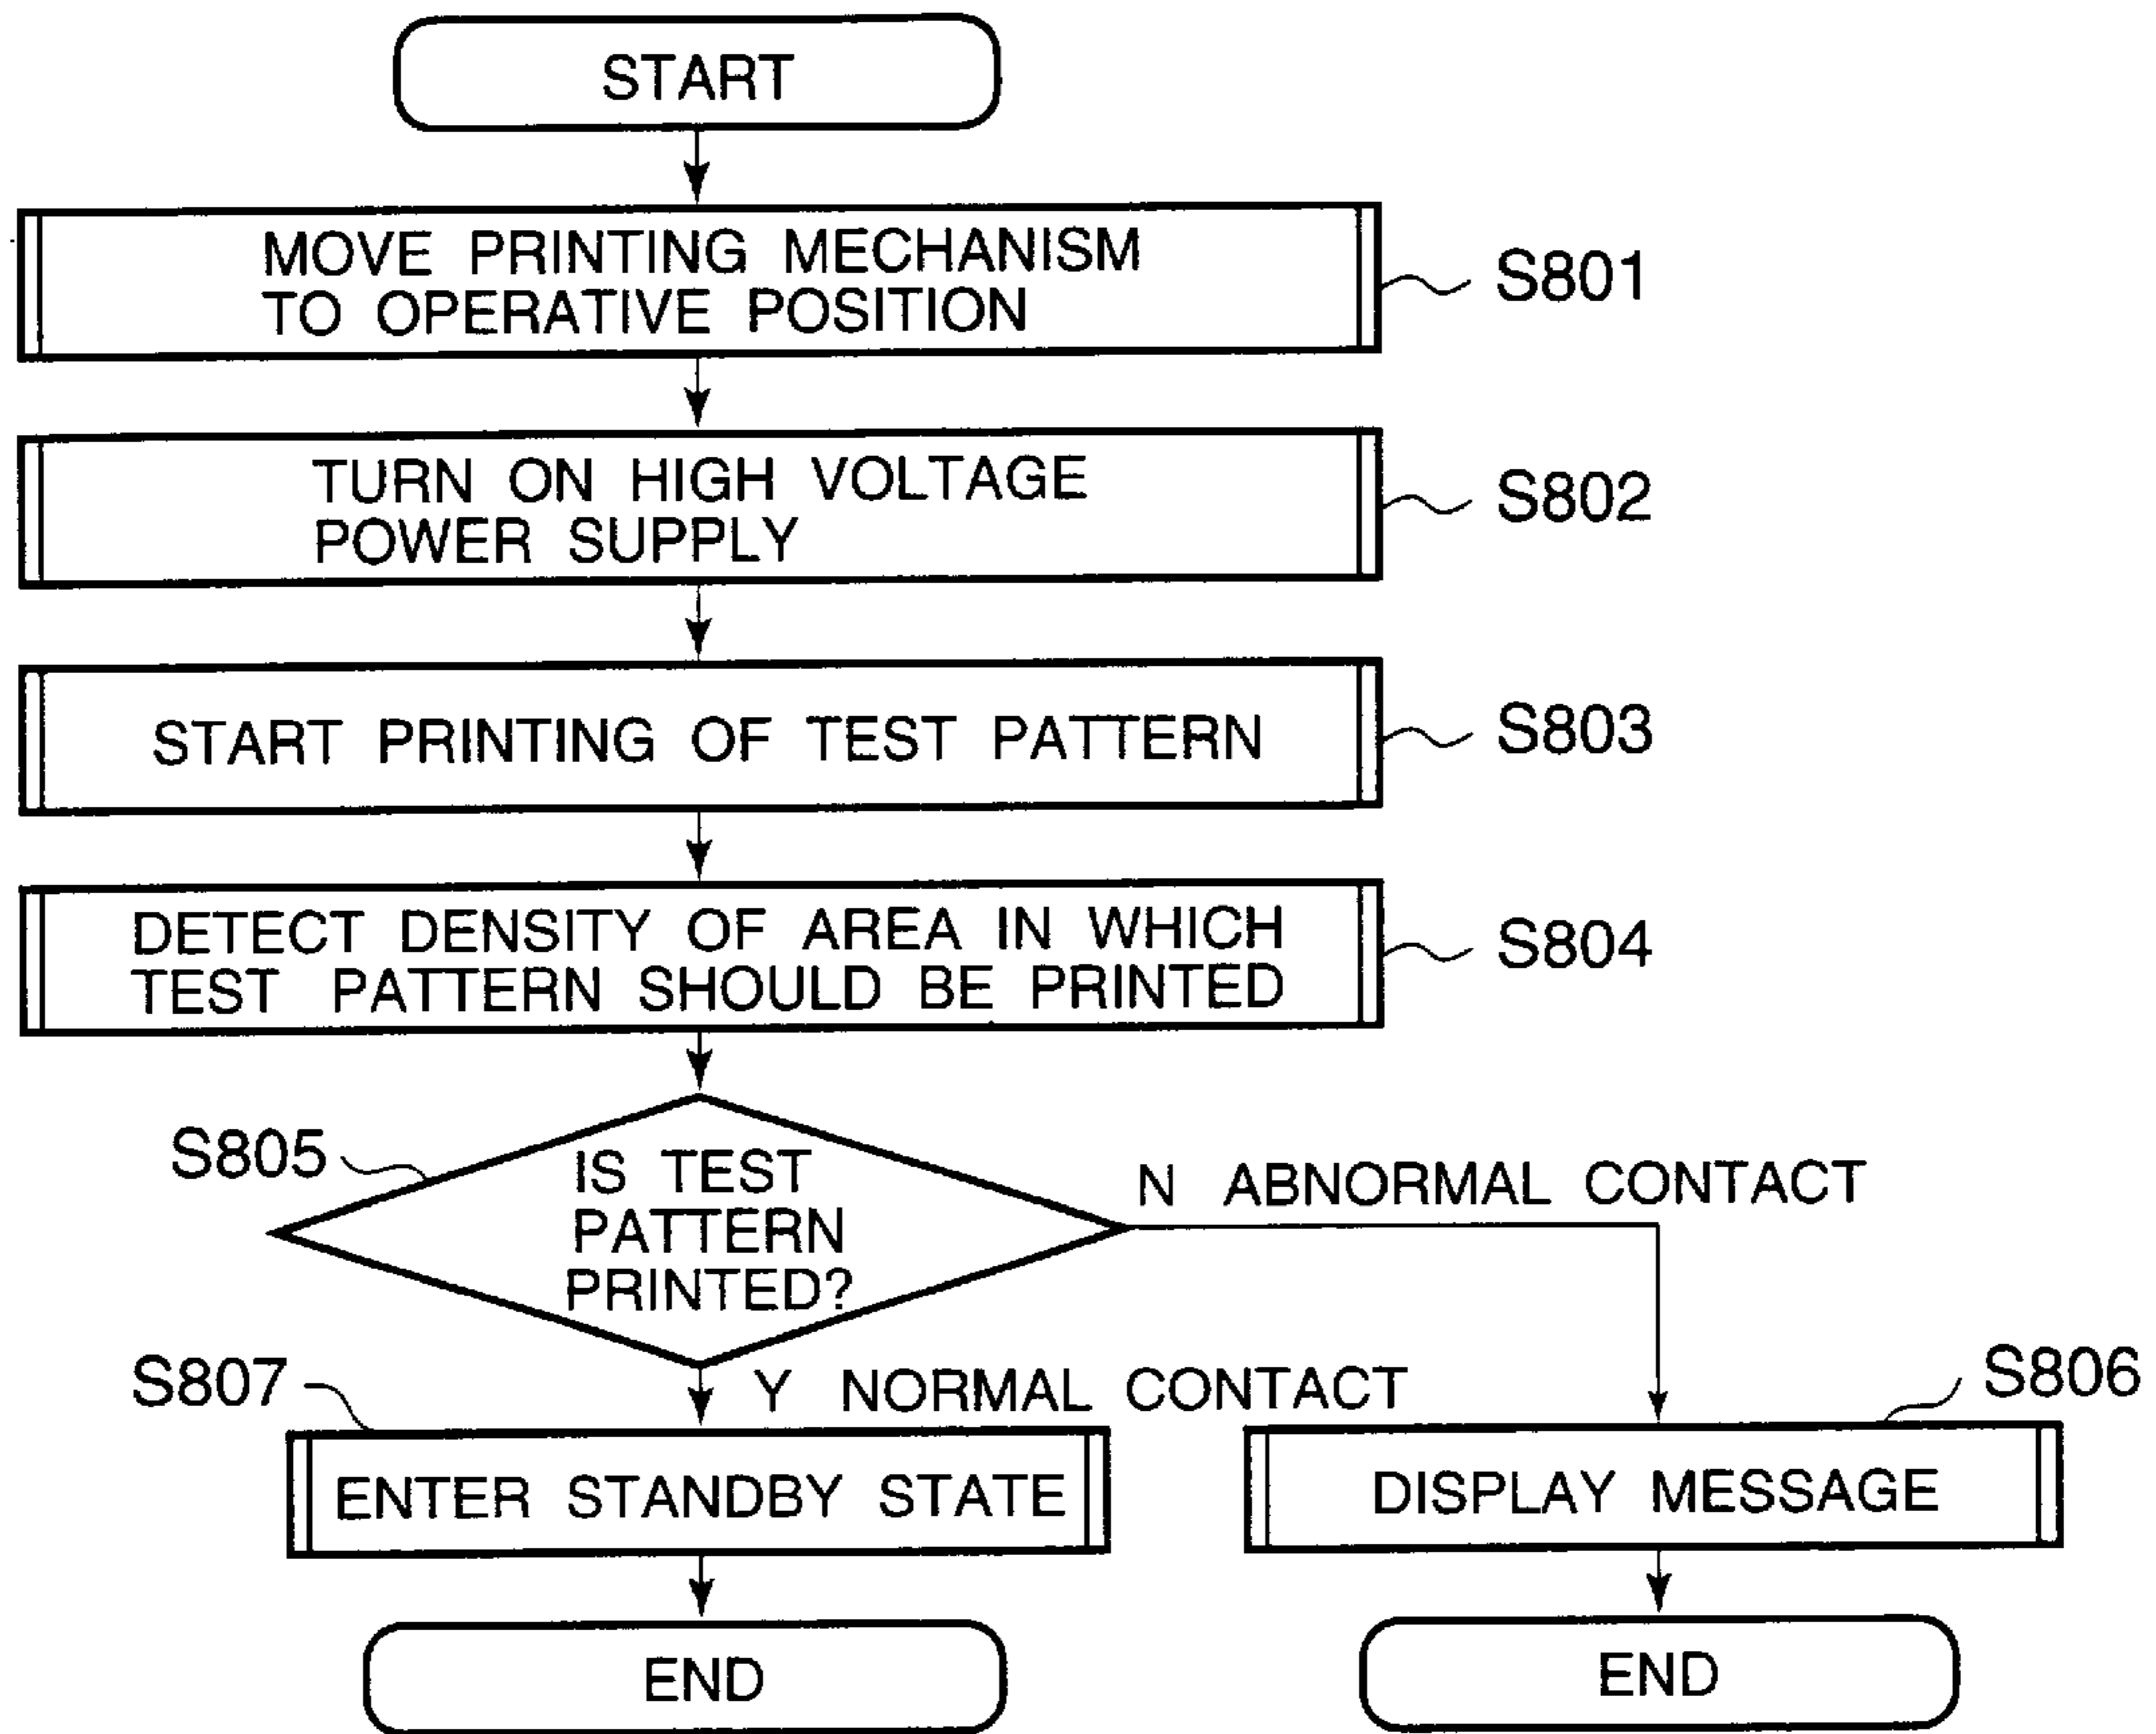 START
MOVE PRINTING MECHANISM
TO OPERATIVE POSITION
S801
TURN ON HIGH VOLTAGE
POWER SUPPLY
S802
START PRINTING OF TEST PATTERN
S803
DETECT DENSITY OF AREA IN WHICH
TEST PATTERN SHOULD BE PRINTED
S804
S805
IS TEST
PATTERN
PRINTED?
N ABNORMAL CONTACT
Y NORMAL CONTACT
S807
ENTER STANDBY STATE
S806
DISPLAY MESSAGE
END
END